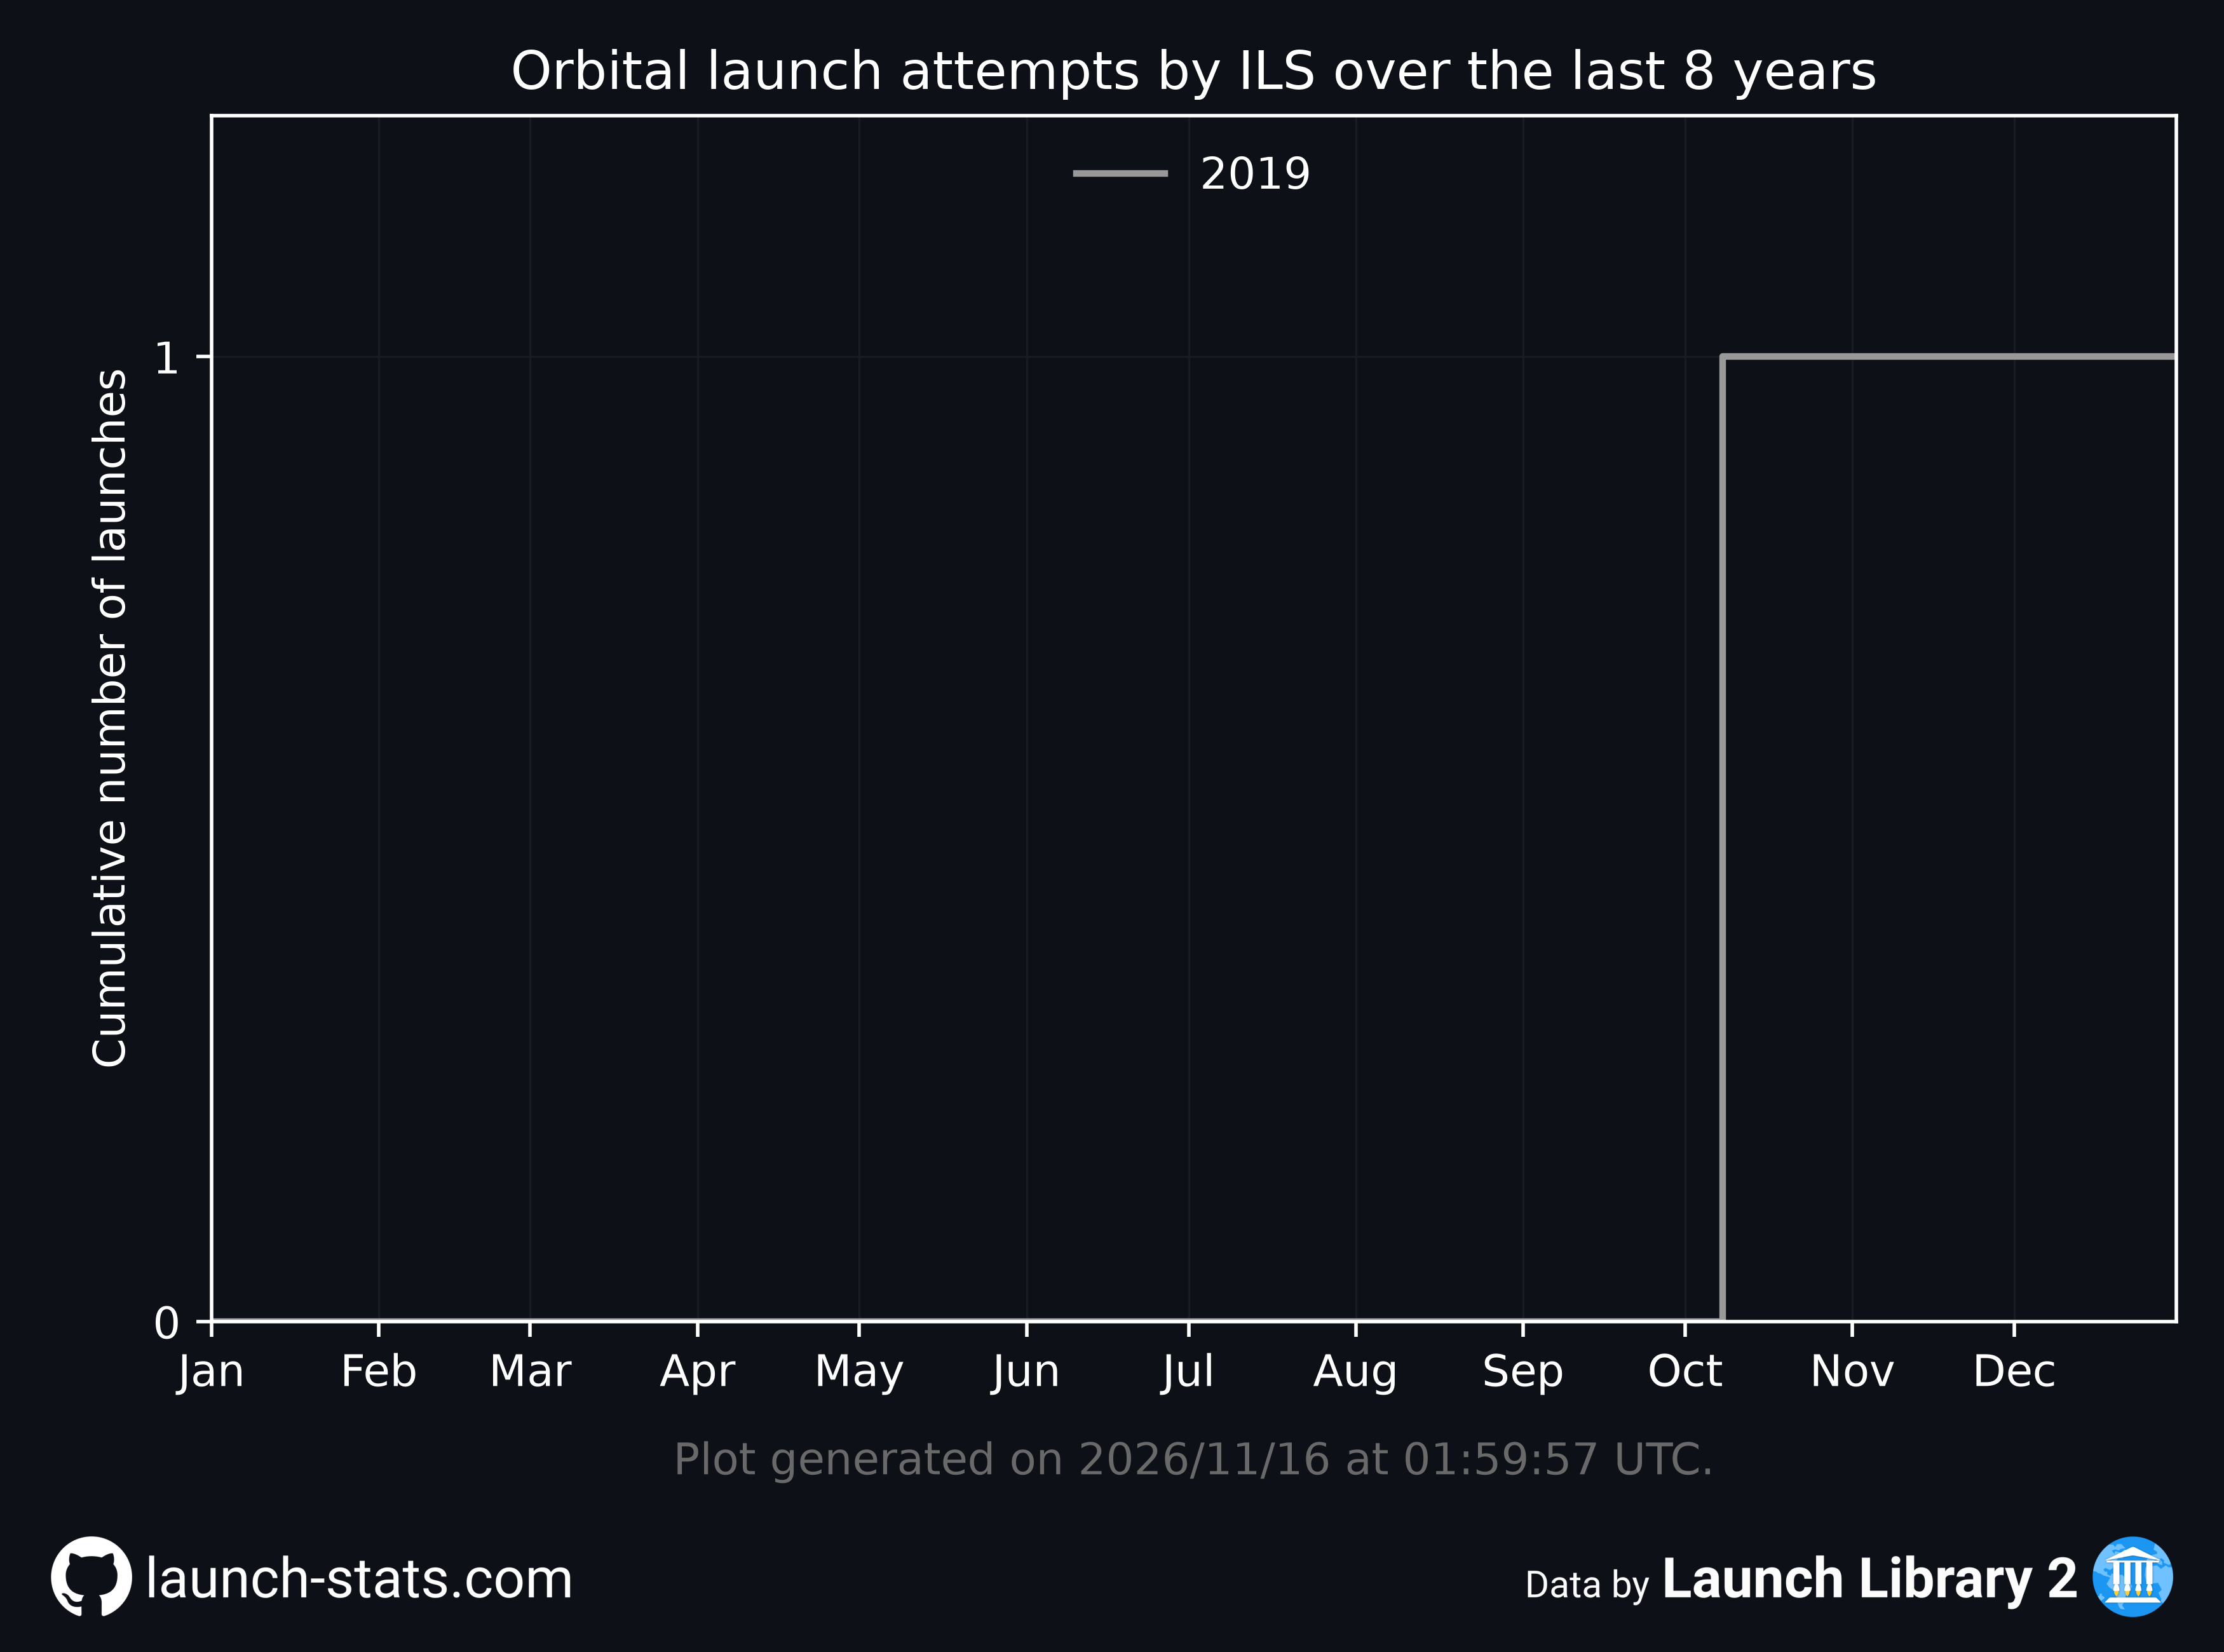 Orbital launch attempts by ILS over the last 8 years
2019
Cumulative number of launches
1
0
Jan Feb Mar Apr May Jun Jul Aug Sep Oct Nov Dec
Plot generated on 2026/11/16 at 01:59:57 UTC.
launch-stats.com
Data by Launch Library 2